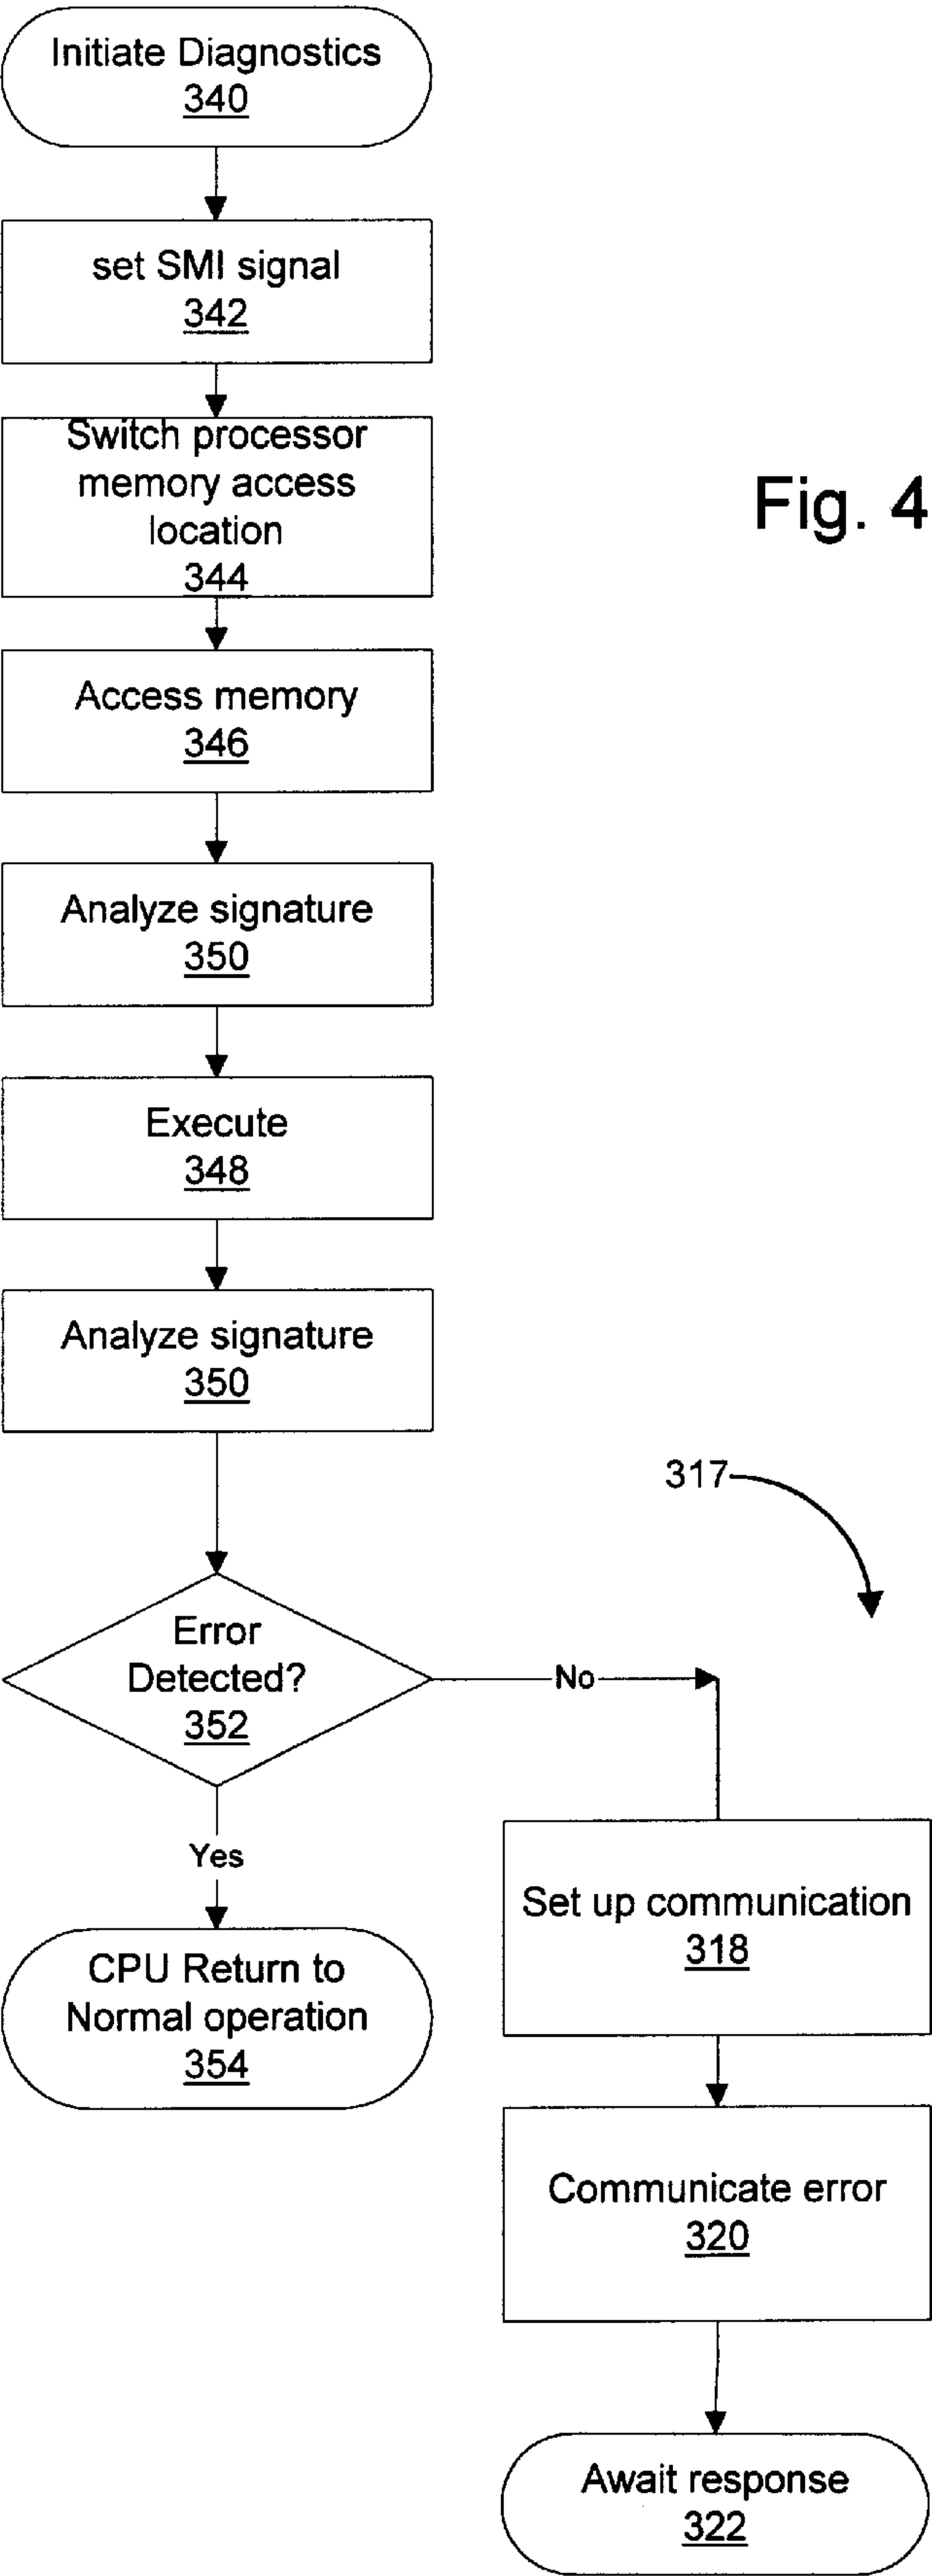 Initiate Diagnostics
340
set SMI signal
342
Switch processor
memory access
location
344
Fig. 4
Access memory
346
Analyze signature
350
Execute
348
Analyze signature
350
317
Error
Detected?
352
No
Yes
Set up communication
318
CPU Return to
Normal operation
354
Communicate error
320
Await response
322